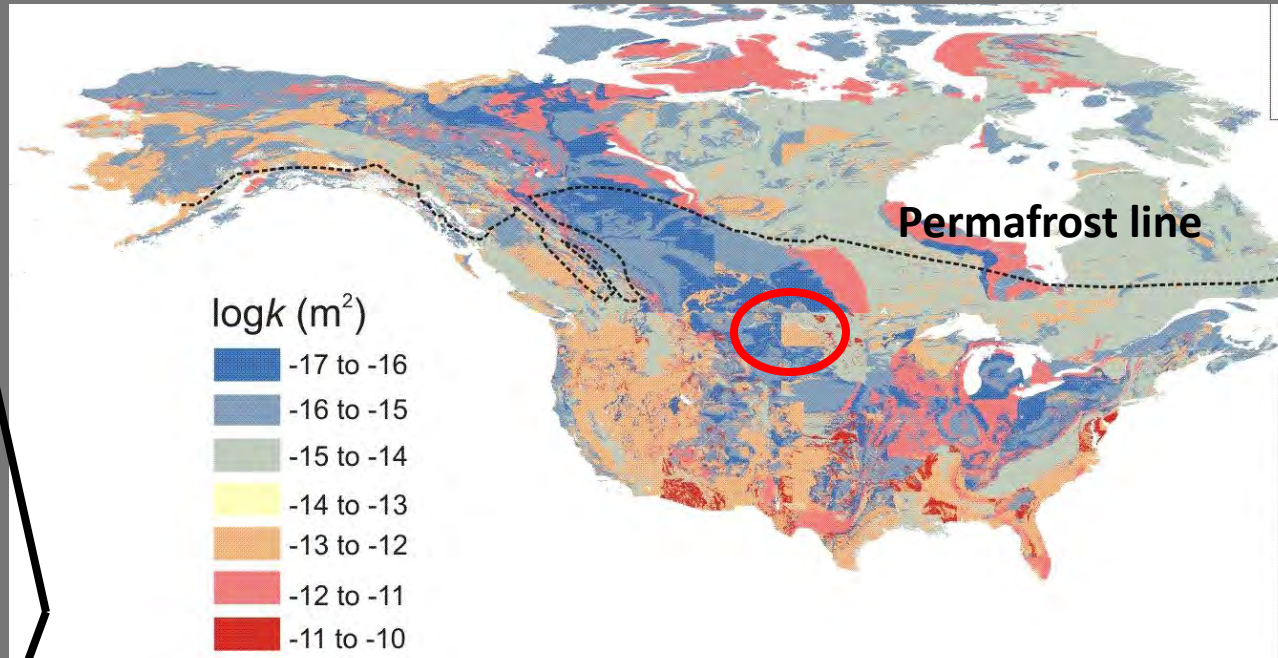 Permafrost line
logk (m²)
-17 to -16
-16 to -15
-15 to -14
-14 to -13
-13 to -12
-12 to -11
-11 to -10